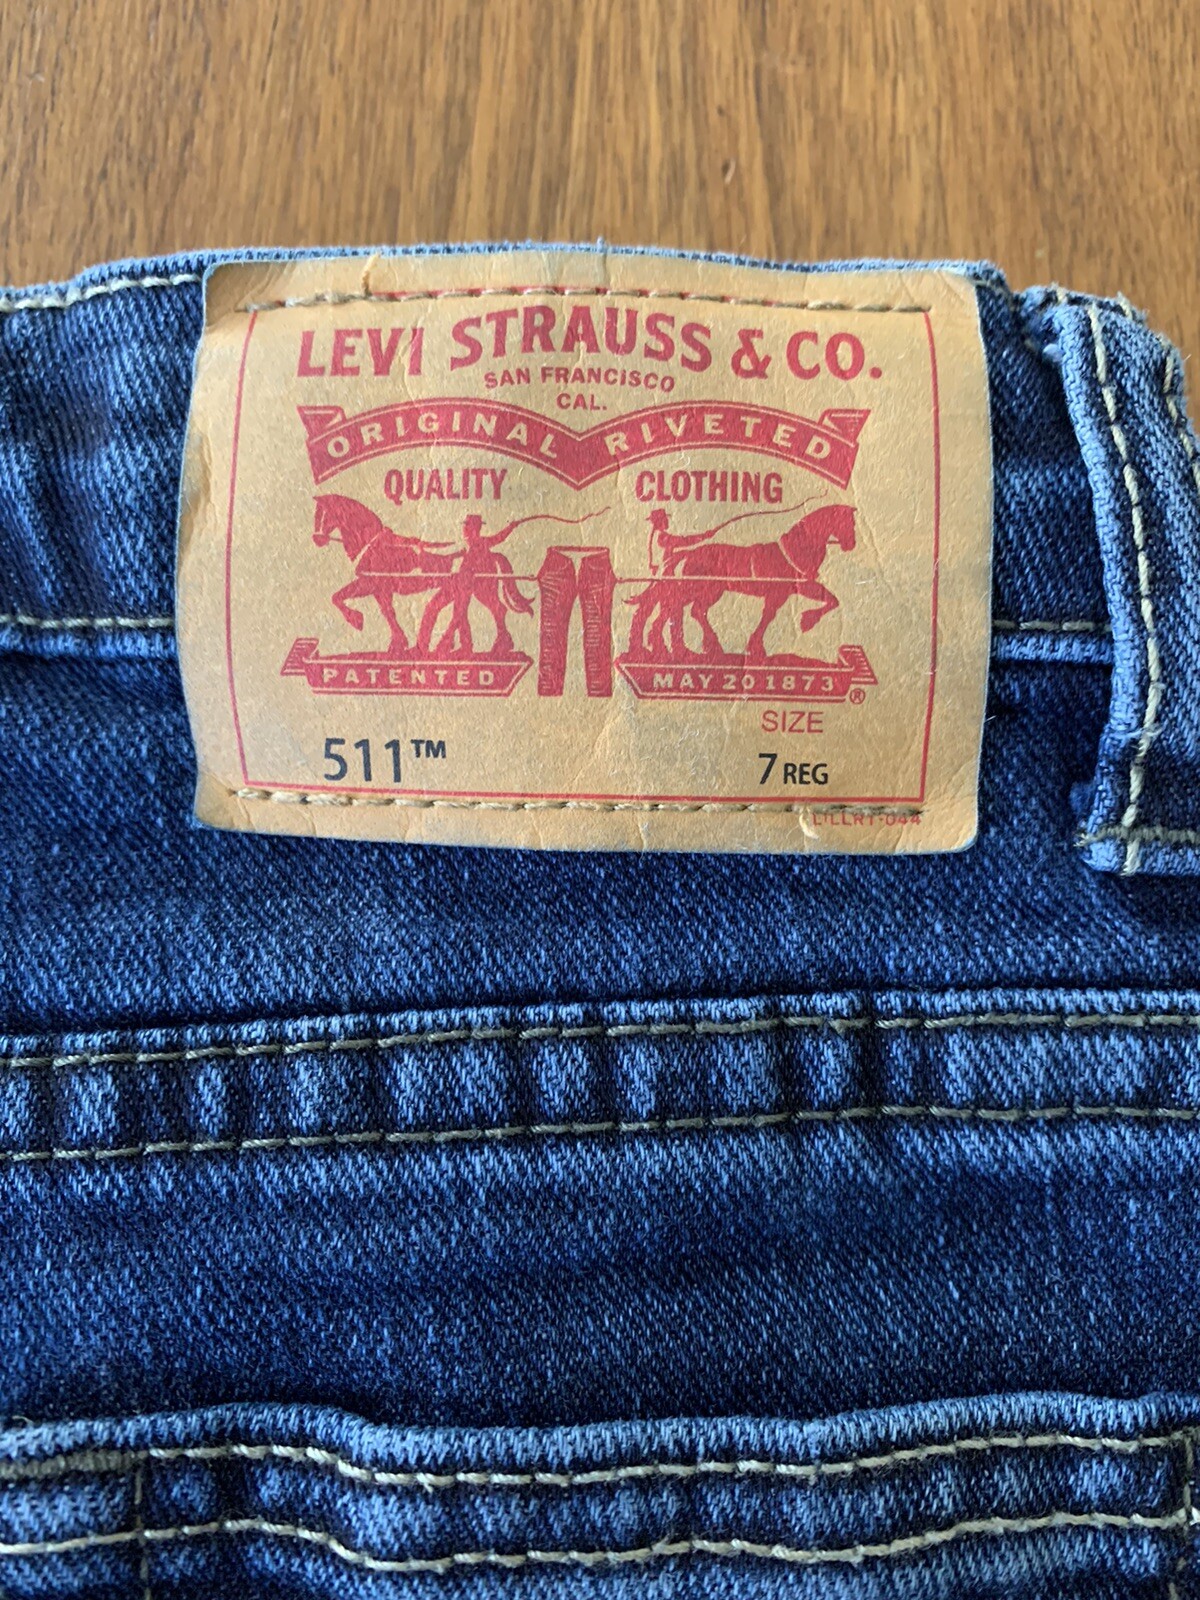 LEVI STRAUSS & CO.
SAN FRANCISCO
CAL.
ORIGINAL RIVETED
QUALITY CLOTHING
PATENTED MAY 20 1873 ®
SIZE
511™ 7 REG